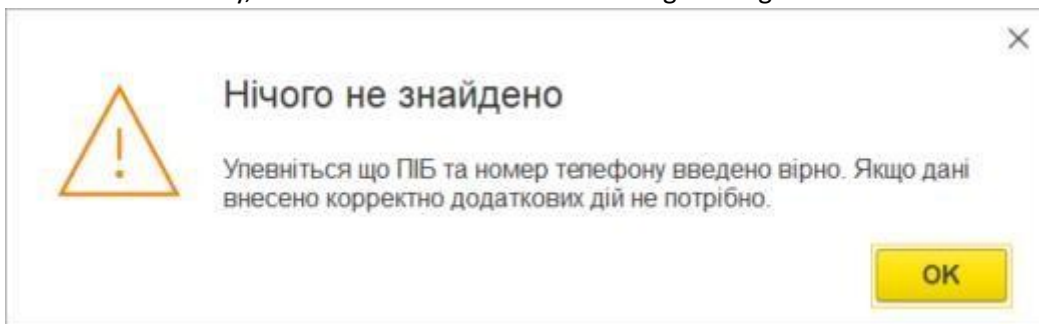 Нічого не знайдено
Упевніться що ПІБ та номер телефону введено вірно. Якщо дані
внесено корректно додаткових дій не потрібно.
OK